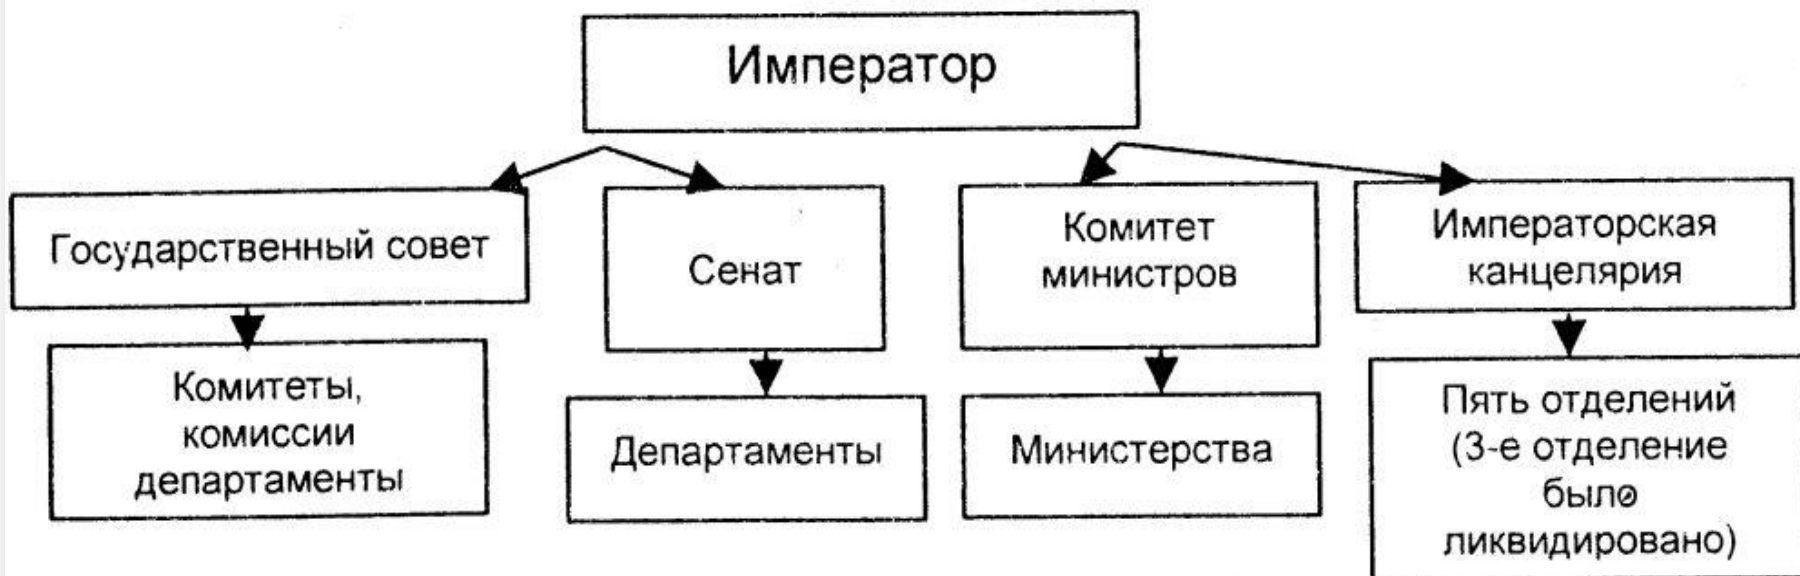 Император
Государственный совет
Сенат
Комитет
министров
Императорская
канцелярия
Комитеты,
комиссии
департаменты
Департаменты
Министерства
Пять отделений
(3-е отделение
было
ликвидировано)